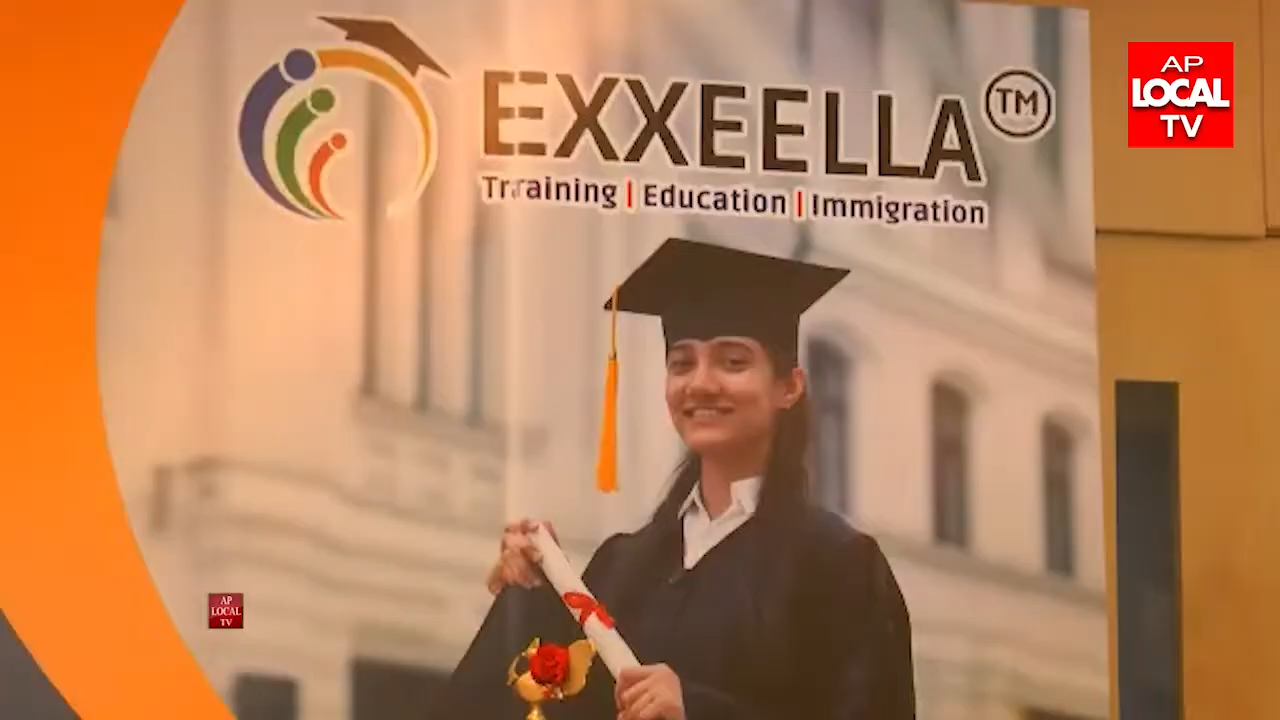 EXXEELLA TM
Training | Education | Immigration
AP
LOCAL
TV
AP
LOCAL
TV